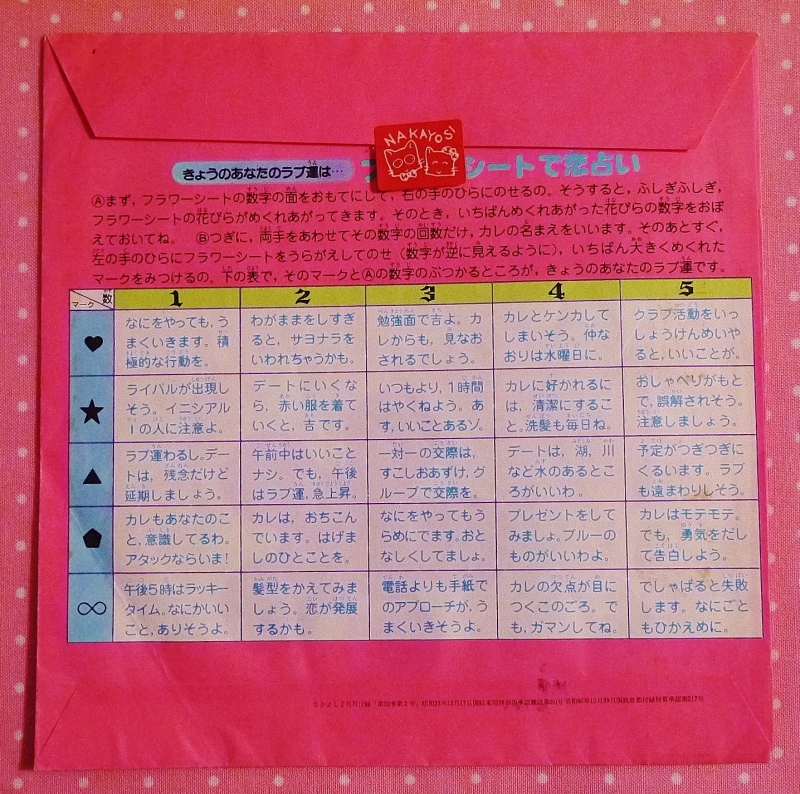 NAKAYOSI
きょうのあなたのラブ運は…
シートで恋占い
Ⓐまず，フラワーシートの数字の面をおもてにして，右の手のひらにのせるの。そうすると，ふしぎふしぎ，
フラワーシートの花びらがめくれあがってきます。そのとき，いちばんめくれあがった花びらの数字をおぼ
えておいてね。 Ⓑつぎに，両手をあわせてその数字の回数だけ，カレの名まえをいいます。そのあとすぐ，
左の手のひらにフラワーシートをうらがえしてのせ（数字が逆に見えるように），いちばん大きくめくれた
マークをみつけるの。下の表で，そのマークとⒶの数字のぶつかるところが，きょうのあなたのラブ運です。
数
マーク
1 2 3 4 5
♥
なにをやっても，う
まくいきます。積
極的な行動を。
わがままをしすぎ
ると，サヨナラを
いわれちゃうかも。
勉強面で吉よ。カ
レからも，見なお
されるでしょう。
カレとケンカして
しまいそう。仲な
おりは水曜日に。
クラブ活動をいっ
しょうけんめいや
ると，いいことが。
★
ライバルが出現し
そう。イニシアル
Iの人に注意よ。
デートにいくな
ら，赤い服を着て
いくと，吉です。
いつもより，1時間
はやくねよう。あ
す，いいことあるゾ。
カレに好かれるに
は，清潔にするこ
と。洗髪も毎日ね。
おしゃべりがもと
で，誤解されそう。
注意しましょう。
▲
ラブ運わるし。デー
トは，残念だけど
延期しましょう。
午前中はいいこと
ナシ。でも，午後
はラブ運，急上昇。
一対一の交際は，
すこしおあずけ。グ
ループで交際を。
デートは，湖，川
など水のあるとこ
ろがいいわ。
予定がつぎつぎに
くるいます。ラブ
も遠まわりしそう。
⬟
カレもあなたのこ
と，意識してるわ。
アタックならいま！
カレは，おちこん
でいます。はげま
しのひとことを。
なにをやってもう
らめにでます。おと
なしくしてましょ。
プレゼントをして
みましょ。ブルーの
ものがいいわよ。
カレはモテモテ。
でも，勇気をだし
て告白しよう。
∞
午後5時はラッキー
タイム。なにかいい
こと，ありそうよ。
髪型をかえてみま
しょう。恋が発展
するかも。
電話よりも手紙で
のアプローチが，う
まくいきそうよ。
カレの欠点が目に
つくこのごろ。で
も，ガマンしてね。
でしゃばると失敗
します。なにごと
もひかえめに。